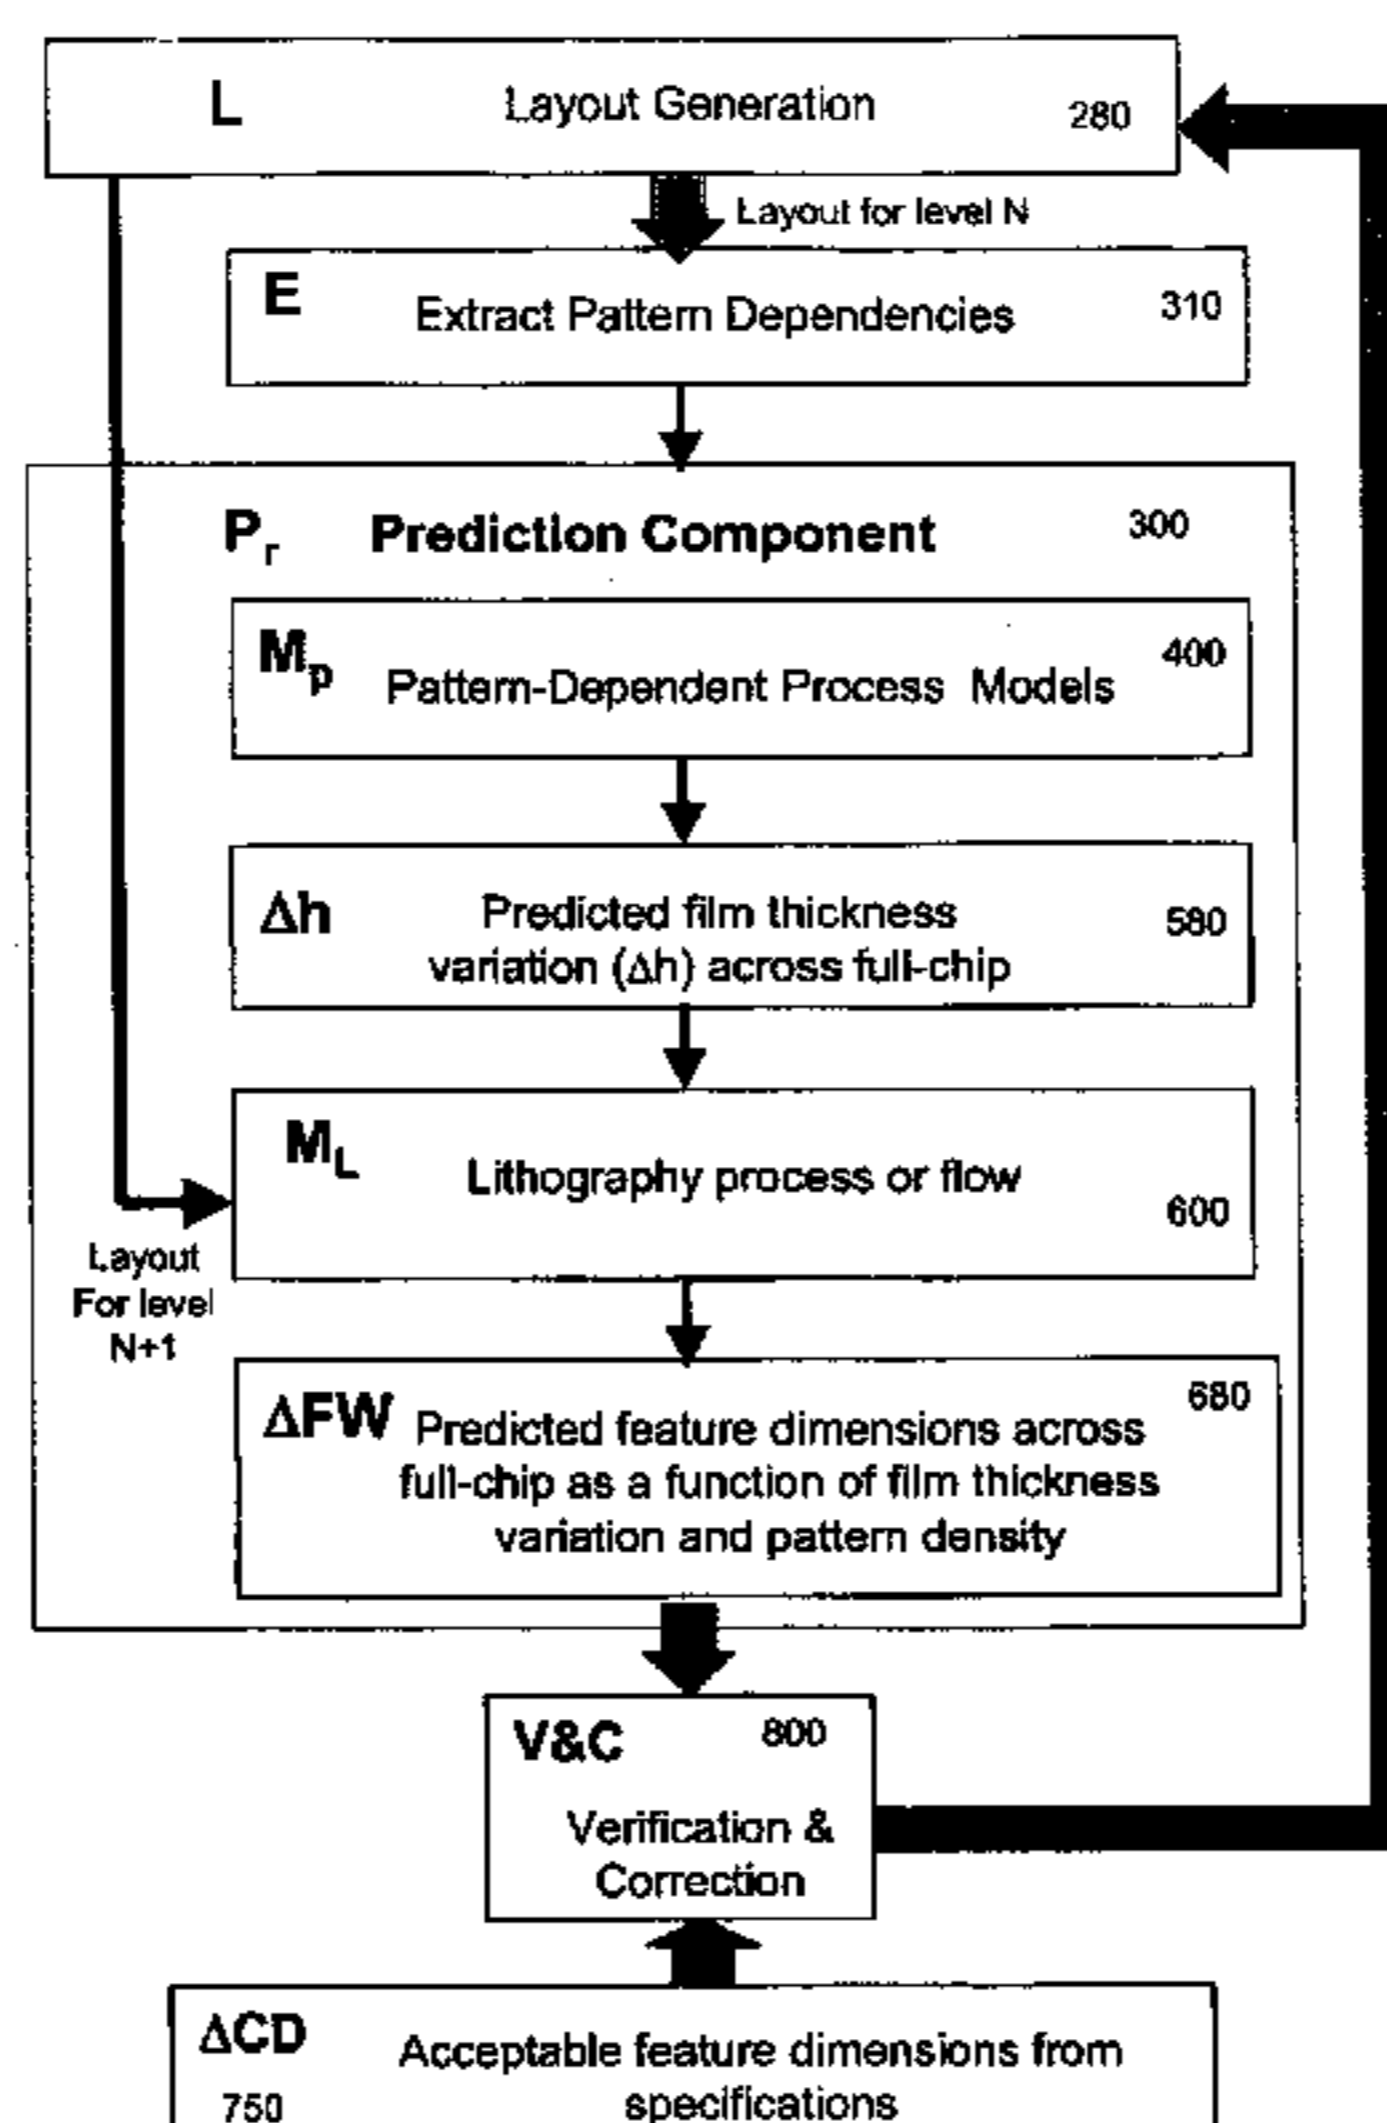 L Layout Generation 280
Layout for level N
E Extract Pattern Dependencies 310
Pr Prediction Component 300
Mp Pattern-Dependent Process Models 400
Δh Predicted film thickness 580
variation (Δh) across full-chip
ML Lithography process or flow
600
Layout
For level
N+1
ΔFW Predicted feature dimensions across 680
full-chip as a function of film thickness
variation and pattern density
V&C 800
Verification &
Correction
ΔCD Acceptable feature dimensions from
750 specifications